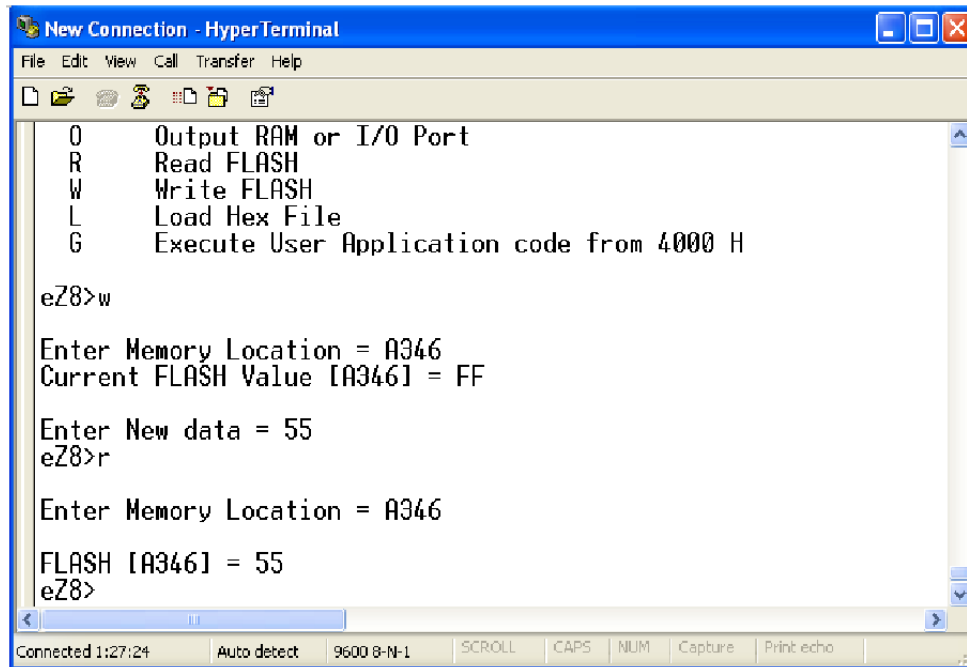 New Connection - HyperTerminal
File Edit View Call Transfer Help
O Output RAM or I/O Port
R Read FLASH
W Write FLASH
L Load Hex File
G Execute User Application code from 4000 H
eZ8>w
Enter Memory Location = A346
Current FLASH Value [A346] = FF
Enter New data = 55
eZ8>r
Enter Memory Location = A346
FLASH [A346] = 55
eZ8>
Connected 1:27:24 Auto detect 9600 8-N-1 SCROLL CAPS NUM Capture Print echo